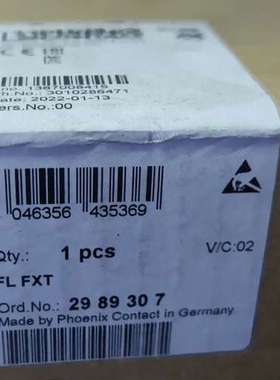 no.: 1367008415
h.No.: 3010286471
ate: 2022-01-13
ers.No.: 00
046356 435369
Qty.: 1 pcs
V/C:02
FL FXT
Ord.No.: 29 89 30 7
Made by Phoenix Contact in Germany